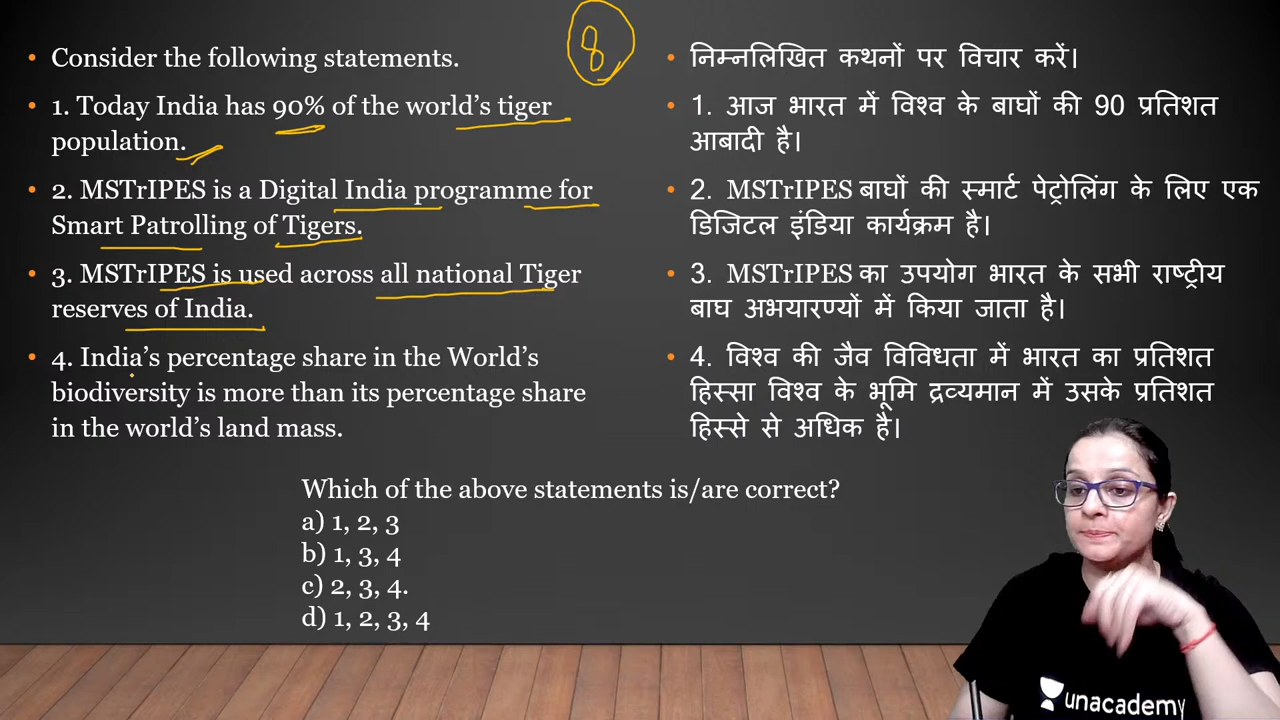 8
• Consider the following statements.
• 1. Today India has 90% of the world's tiger
population.
• 2. MSTrIPES is a Digital India programme for
Smart Patrolling of Tigers.
• 3. MSTrIPES is used across all national Tiger
reserves of India.
• 4. India's percentage share in the World's
biodiversity is more than its percentage share
in the world's land mass.
• निम्नलिखित कथनों पर विचार करें।
• 1. आज भारत में विश्व के बाघों की 90 प्रतिशत
आबादी है।
• 2. MSTrIPES बाघों की स्मार्ट पेट्रोलिंग के लिए एक
डिजिटल इंडिया कार्यक्रम है।
• 3. MSTrIPES का उपयोग भारत के सभी राष्ट्रीय
बाघ अभयारण्यों में किया जाता है।
• 4. विश्व की जैव विविधता में भारत का प्रतिशत
हिस्सा विश्व के भूमि द्रव्यमान में उसके प्रतिशत
हिस्से से अधिक है।
Which of the above statements is/are correct?
a) 1, 2, 3
b) 1, 3, 4
c) 2, 3, 4.
d) 1, 2, 3, 4
unacademy